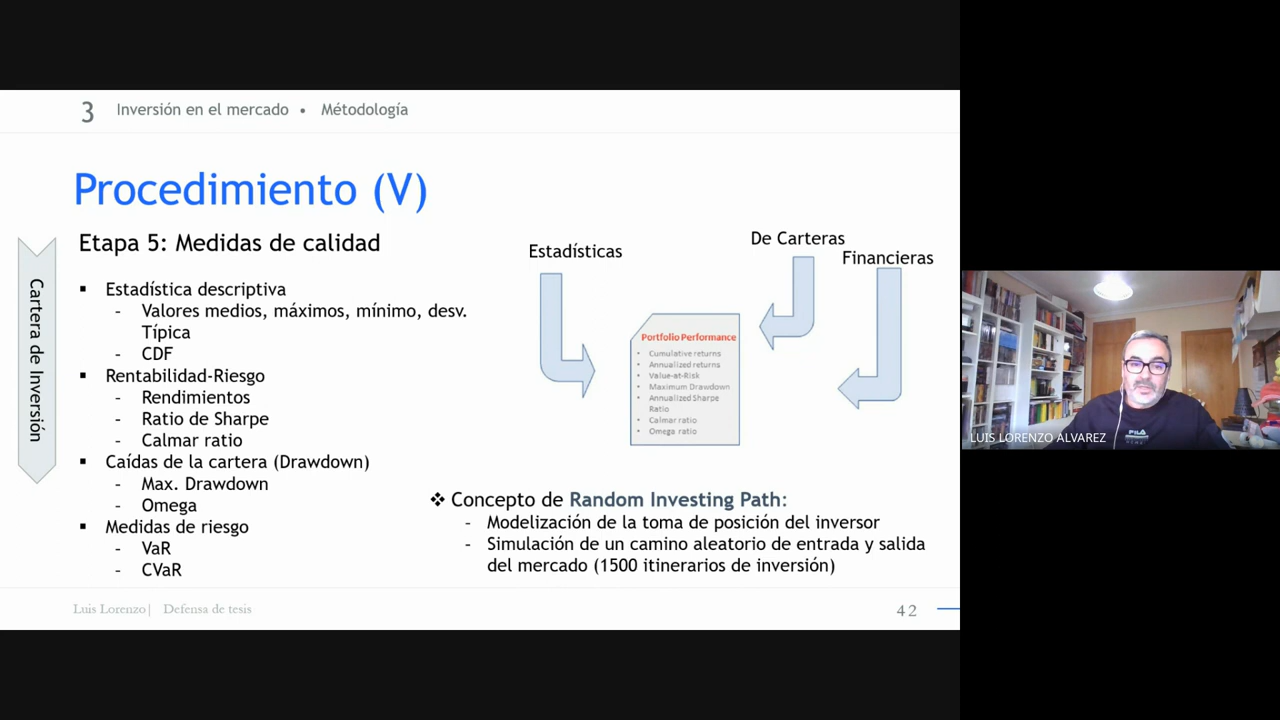 3 Inversión en el mercado • Métodología
Procedimiento (V)
Cartera de Inversión
Etapa 5: Medidas de calidad
▪ Estadística descriptiva
- Valores medios, máximos, mínimo, desv.
Típica
- CDF
▪ Rentabilidad-Riesgo
- Rendimientos
- Ratio de Sharpe
- Calmar ratio
▪ Caídas de la cartera (Drawdown)
- Max. Drawdown
- Omega
▪ Medidas de riesgo
- VaR
- CVaR
Estadísticas
De Carteras
Financieras
Portfolio Performance
• Cumulative returns
• Annualized returns
• Value-at-Risk
• Maximum Drawdown
• Annualized Sharpe
Ratio
• Calmar ratio
• Omega ratio
❖ Concepto de Random Investing Path:
- Modelización de la toma de posición del inversor
- Simulación de un camino aleatorio de entrada y salida
del mercado (1500 itinerarios de inversión)
Luis Lorenzo| Defensa de tesis
42
FILA
LUIS LORENZO ALVAREZ